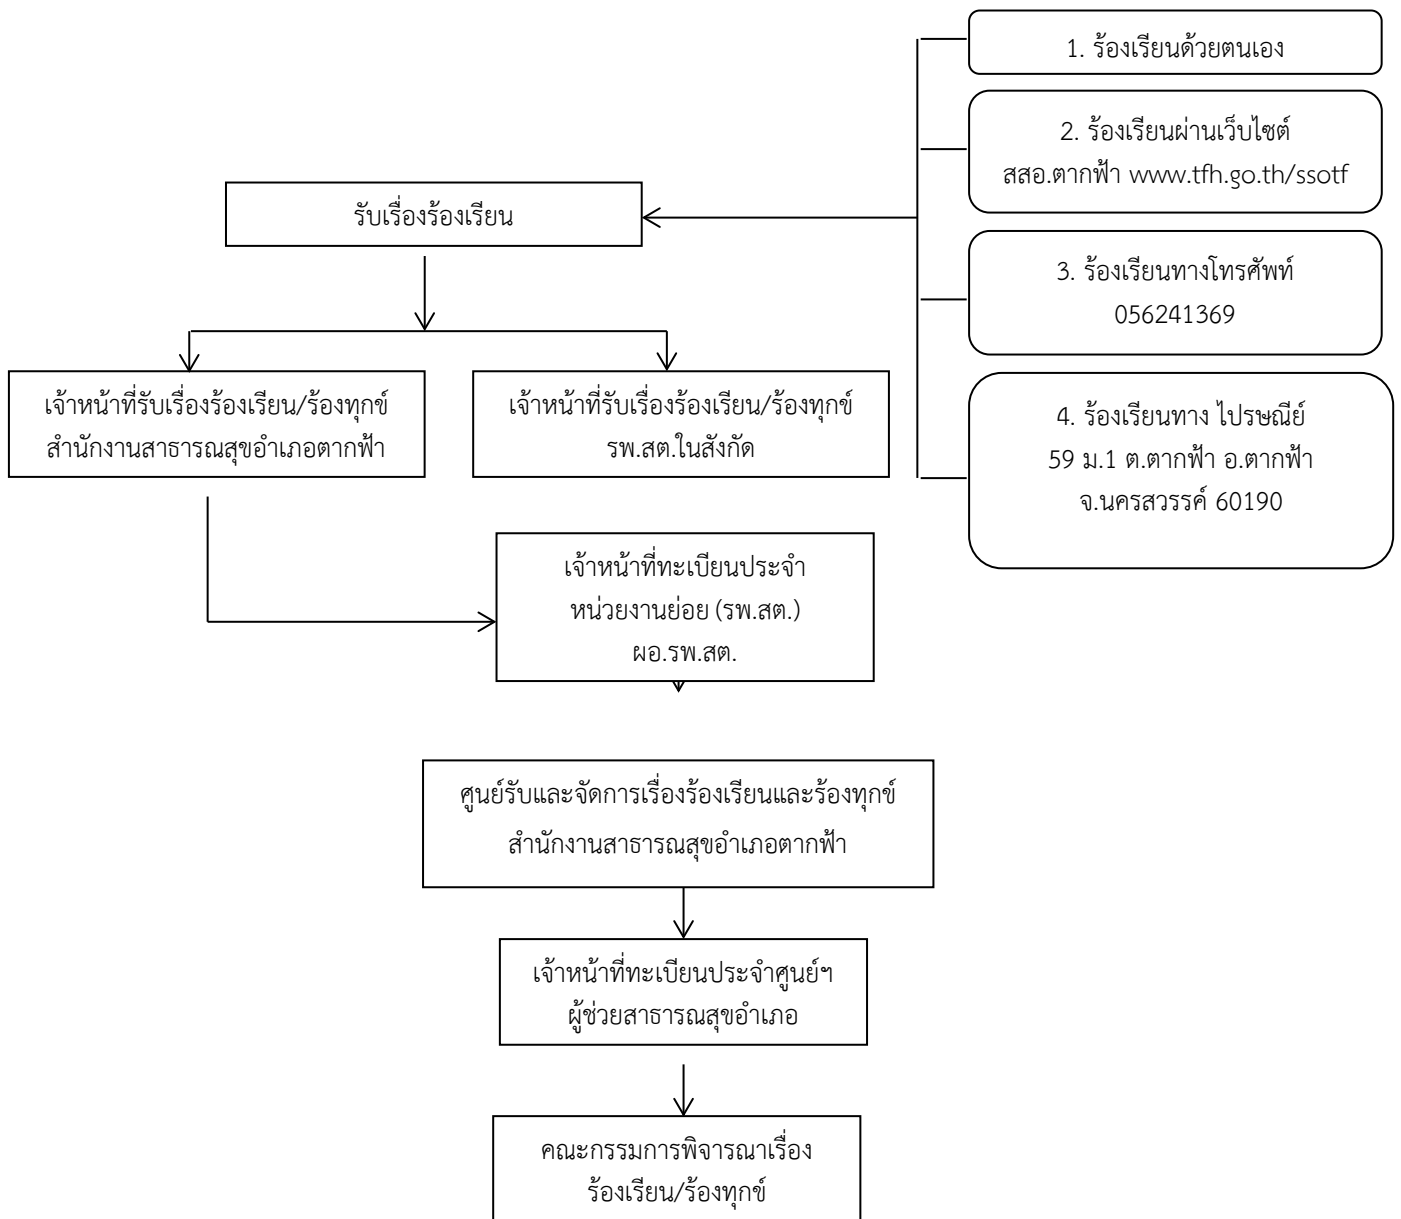 1. ร้องเรียนด้วยตนเอง
2. ร้องเรียนผ่านเว็บไซต์
สสอ.ตากฟ้า www.tfh.go.th/ssotf
รับเรื่องร้องเรียน
3. ร้องเรียนทางโทรศัพท์
056241369
เจ้าหน้าที่รับเรื่องร้องเรียน/ร้องทุกข์
สำนักงานสาธารณสุขอำเภอตากฟ้า
เจ้าหน้าที่รับเรื่องร้องเรียน/ร้องทุกข์
รพ.สต.ในสังกัด
4. ร้องเรียนทาง ไปรษณีย์
59 ม.1 ต.ตากฟ้า อ.ตากฟ้า
จ.นครสวรรค์ 60190
เจ้าหน้าที่ทะเบียนประจำ
หน่วยงานย่อย (รพ.สต.)
ผอ.รพ.สต.
ศูนย์รับและจัดการเรื่องร้องเรียนและร้องทุกข์
สำนักงานสาธารณสุขอำเภอตากฟ้า
เจ้าหน้าที่ทะเบียนประจำศูนย์ฯ
ผู้ช่วยสาธารณสุขอำเภอ
คณะกรรมการพิจารณาเรื่อง
ร้องเรียน/ร้องทุกข์